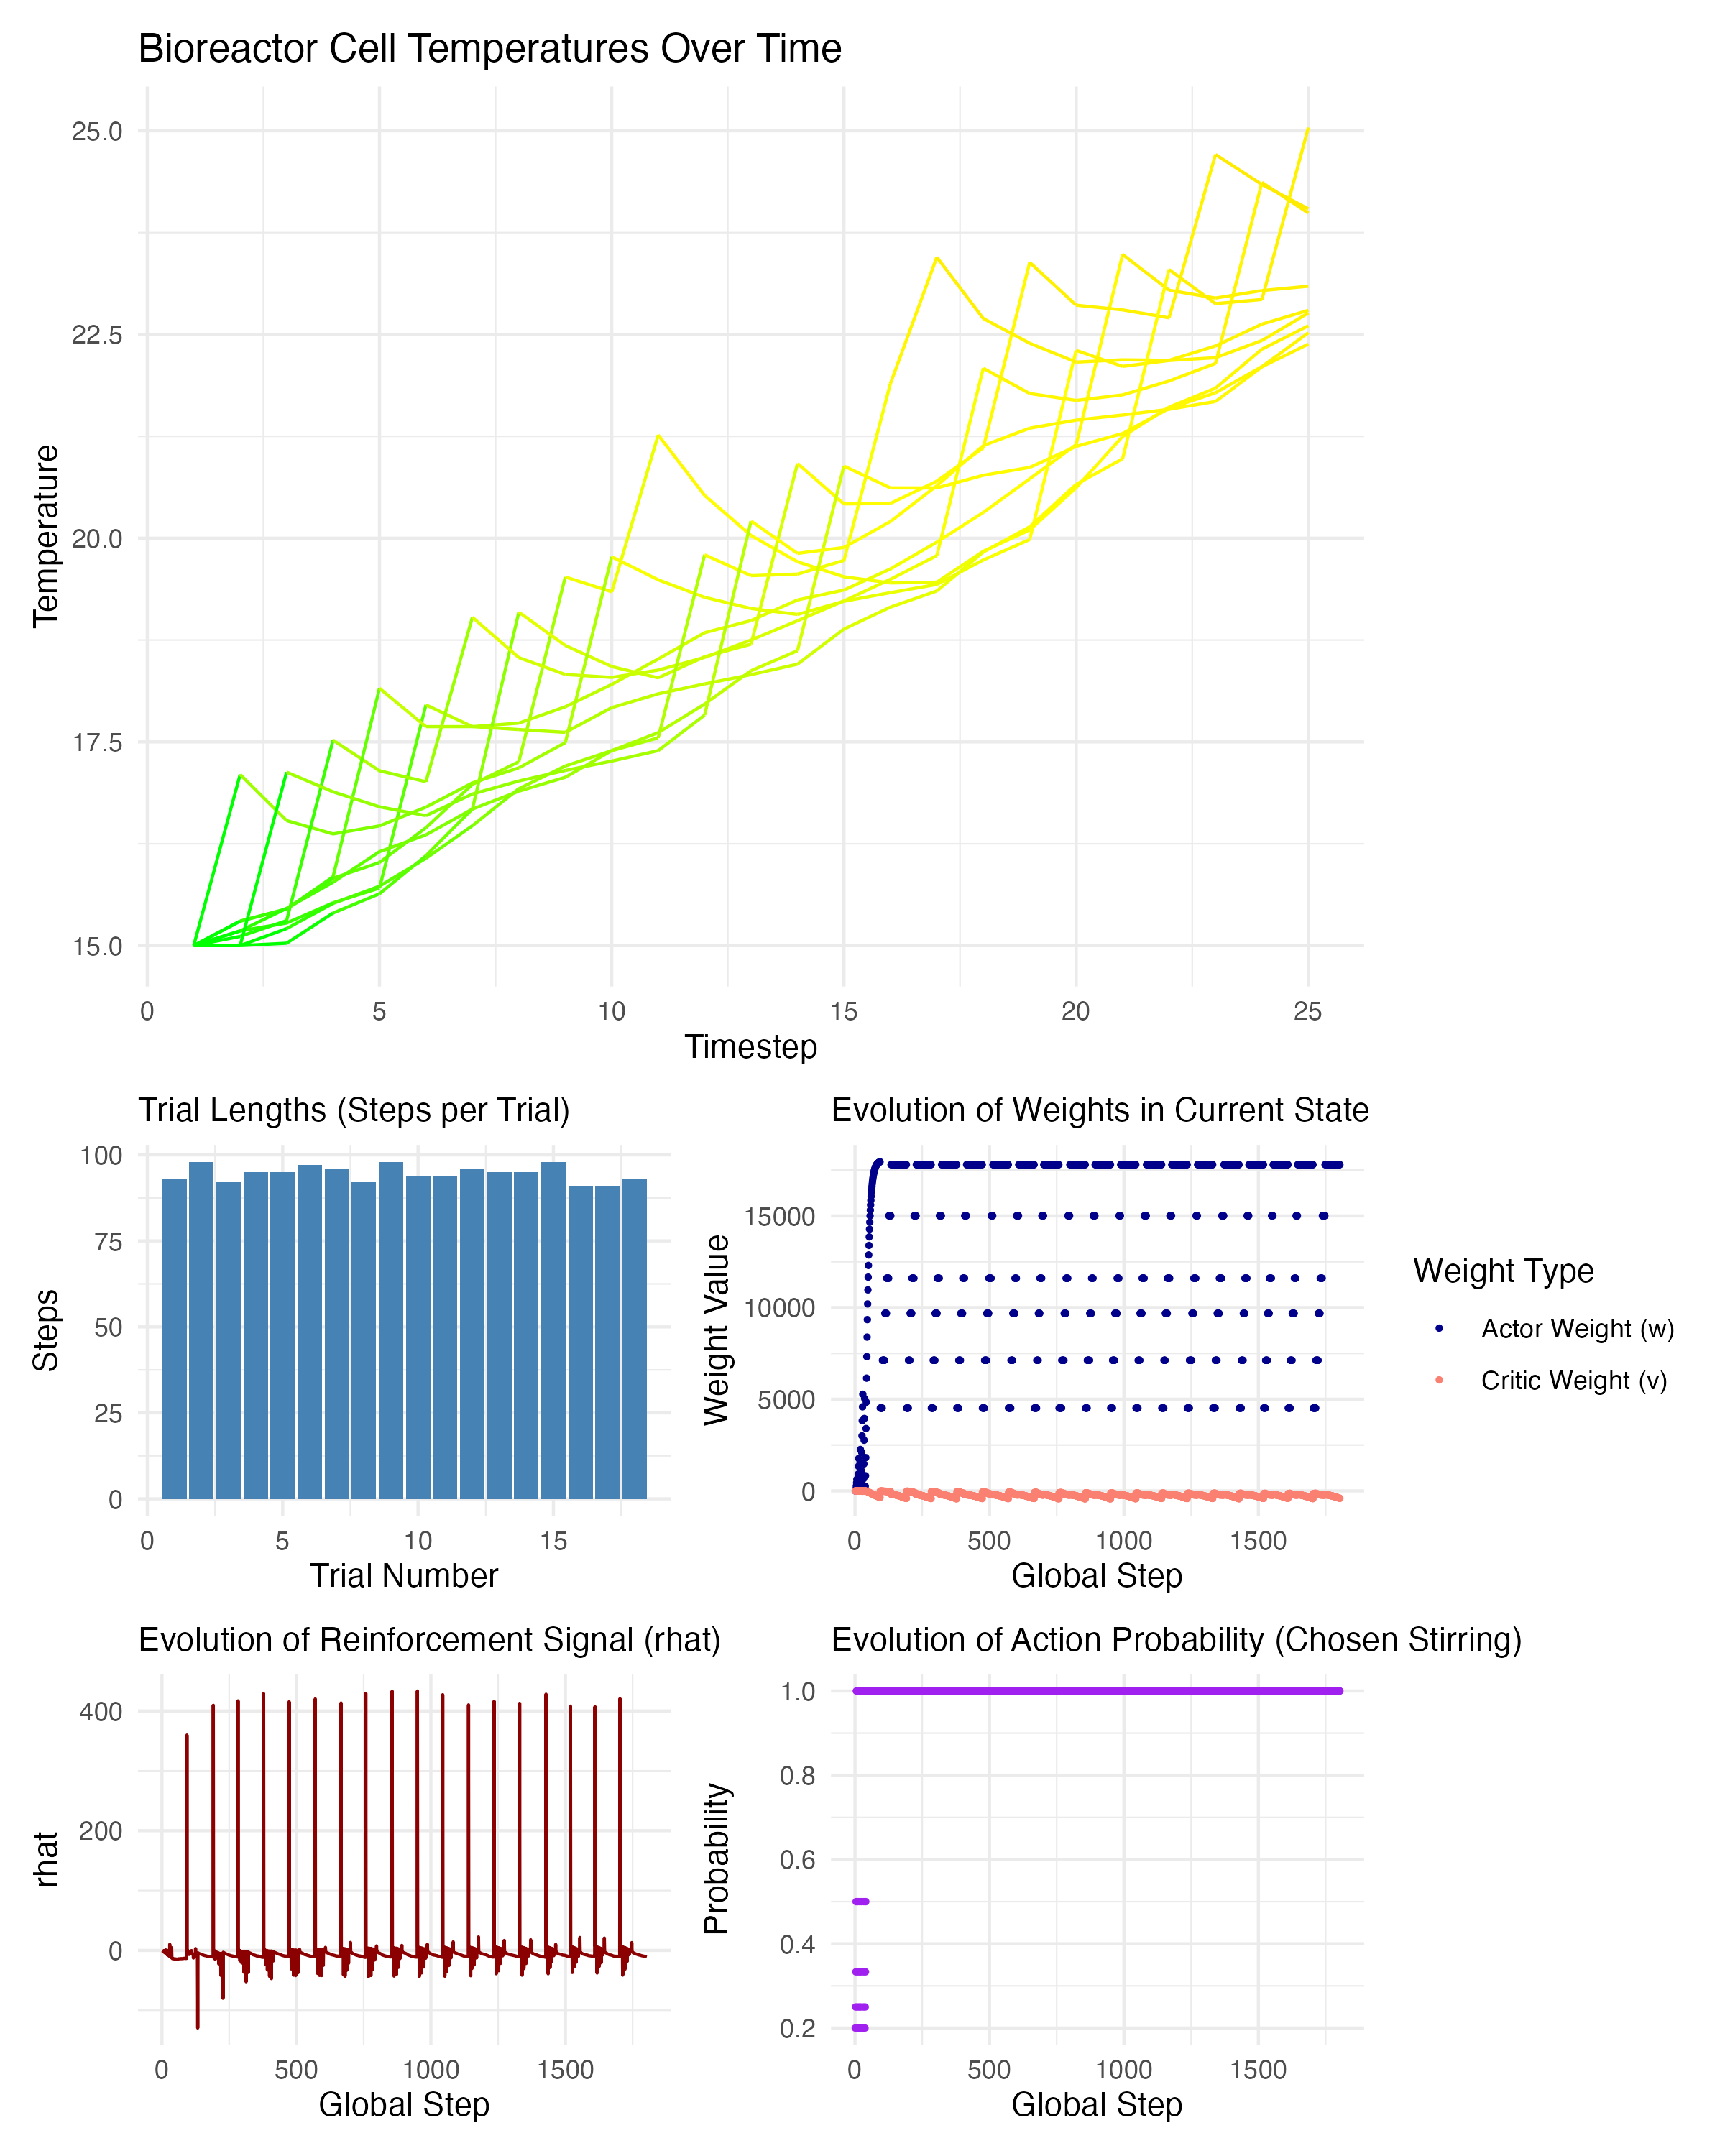 Bioreactor Cell Temperatures Over Time
Temperature
25.0
22.5
20.0
17.5
15.0
0 5 10 15 20 25
Timestep
Trial Lengths (Steps per Trial)
Steps
100
75
50
25
0
0 5 10 15
Trial Number
Evolution of Weights in Current State
Weight Value
15000
10000
5000
0
0 500 1000 1500
Global Step
Weight Type
Actor Weight (w)
Critic Weight (v)
Evolution of Reinforcement Signal (rhat)
rhat
400
200
0
0 500 1000 1500
Global Step
Evolution of Action Probability (Chosen Stirring)
Probability
1.0
0.8
0.6
0.4
0.2
0 500 1000 1500
Global Step